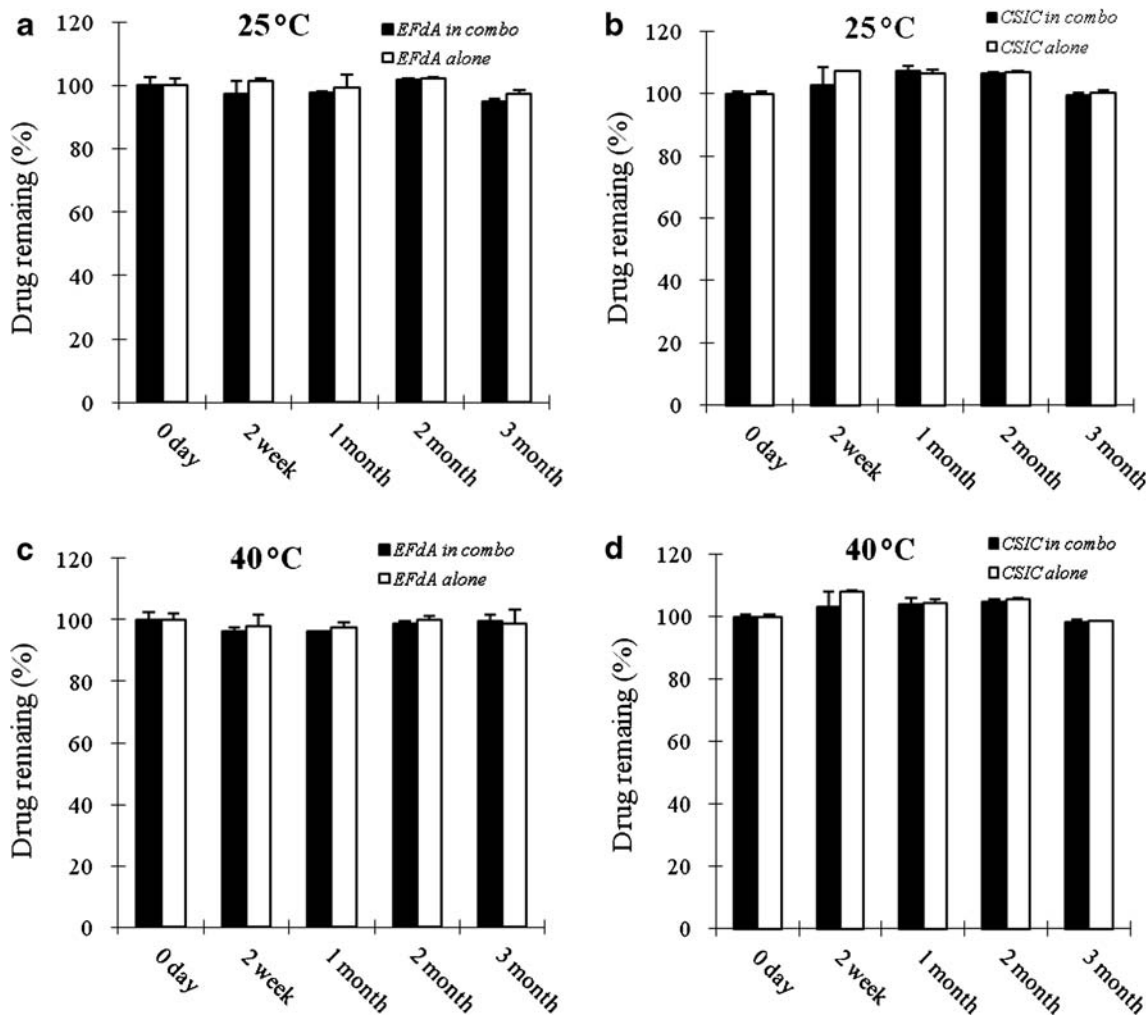 a
25 °C
EFdA in combo
EFdA alone
Drug remaing (%)
120
100
80
60
40
20
0
0 day
2 week
1 month
2 month
3 month
b
25 °C
CSIC in combo
CSIC alone
Drug remaing (%)
120
100
80
60
40
20
0
0 day
2 week
1 month
2 month
3 month
c
40 °C
EFdA in combo
EFdA alone
Drug remaing (%)
120
100
80
60
40
20
0
0 day
2 week
1 month
2 month
3 month
d
40 °C
CSIC in combo
CSIC alone
Drug remaing (%)
120
100
80
60
40
20
0
0 day
2 week
1 month
2 month
3 month